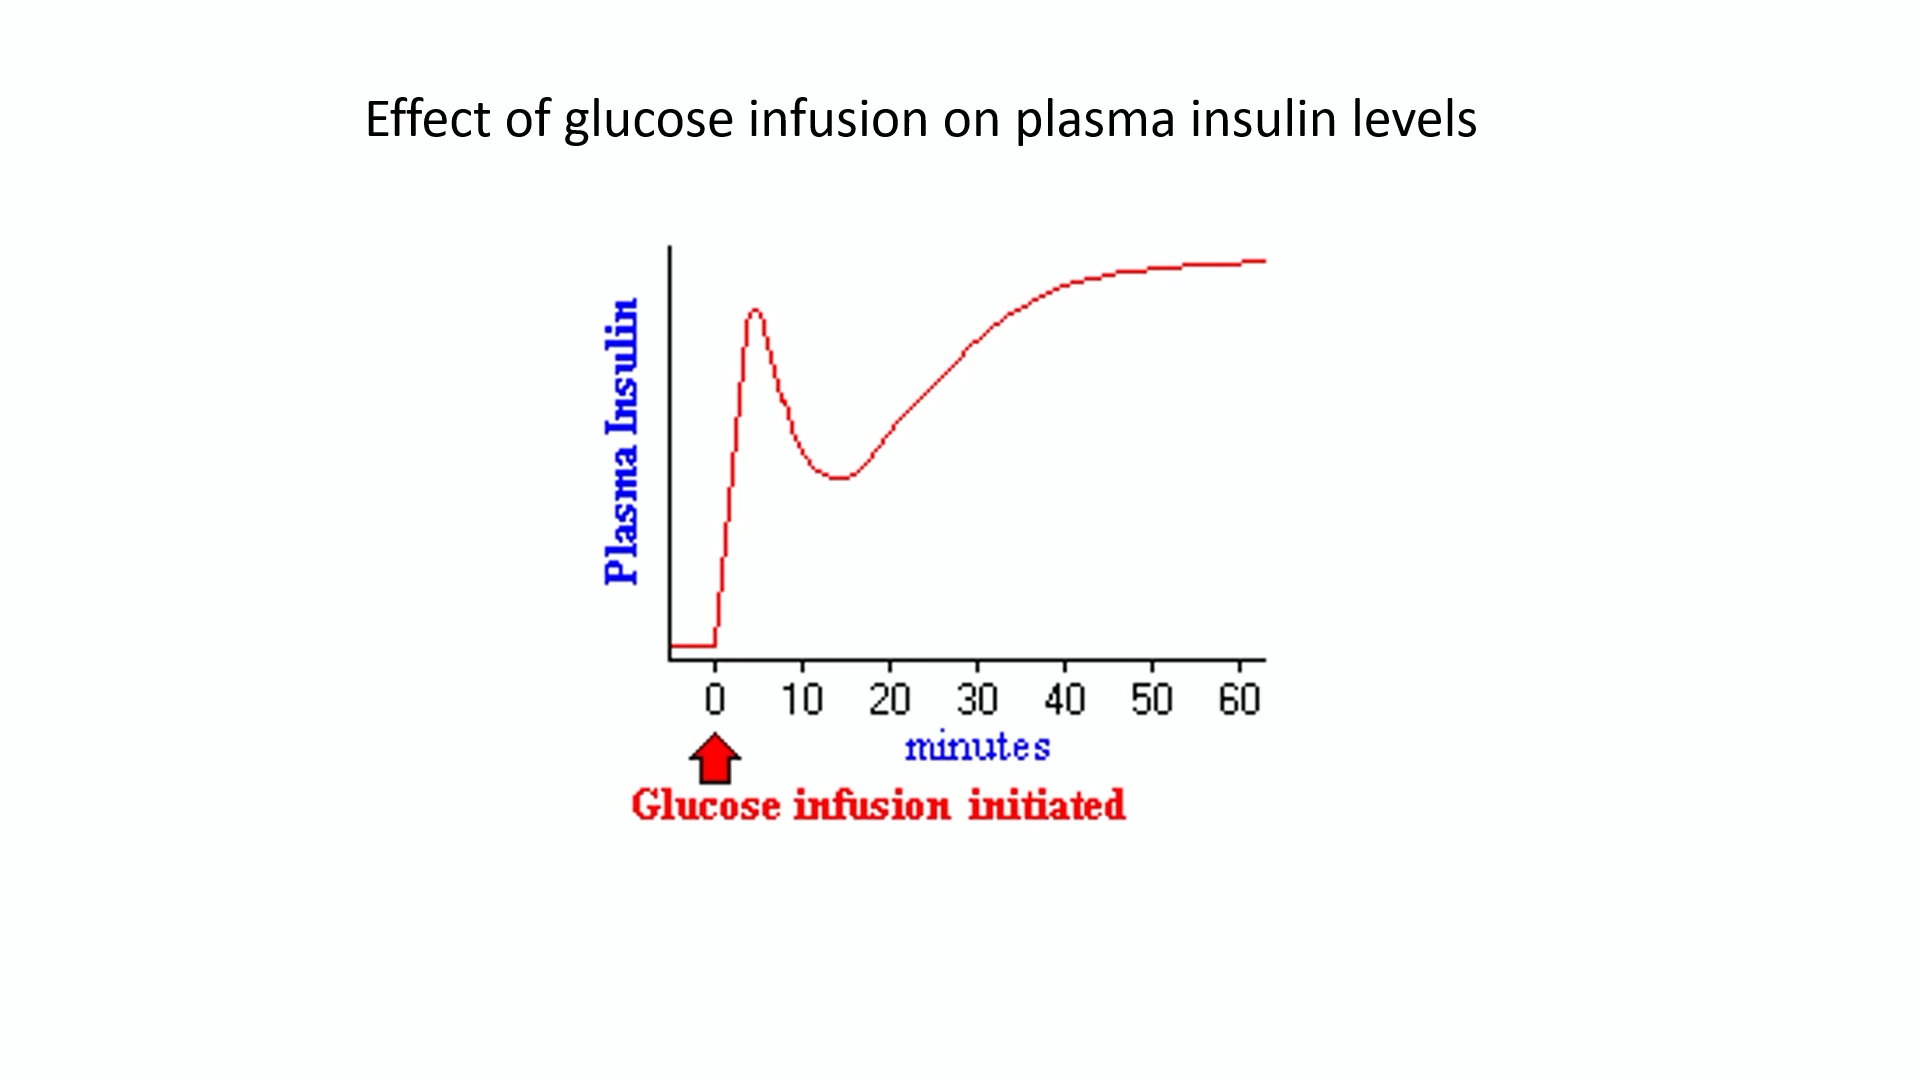 Effect of glucose infusion on plasma insulin levels
Plasma Insulin
0 10 20 30 40 50 60
minutes
Glucose infusion initiated